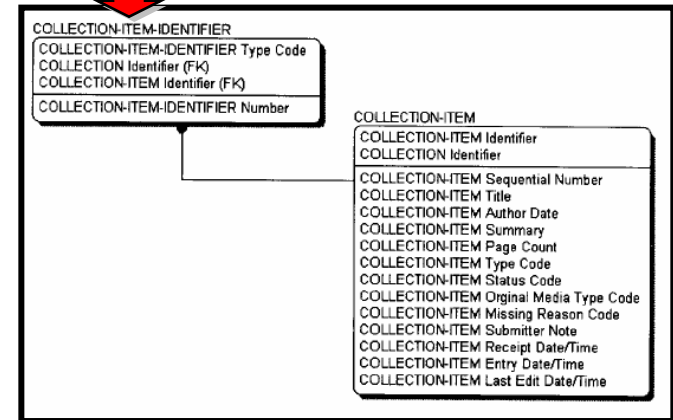 COLLECTION-ITEM-IDENTIFIER
COLLECTION-ITEM-IDENTIFIER Type Code
COLLECTION Identifier (FK)
COLLECTION-ITEM Identifier (FK)
COLLECTION-ITEM-IDENTIFIER Number
COLLECTION-ITEM
COLLECTION-ITEM Identifier
COLLECTION Identifier
COLLECTION-ITEM Sequential Number
COLLECTION-ITEM Title
COLLECTION-ITEM Author Date
COLLECTION-ITEM Summary
COLLECTION-ITEM Page Count
COLLECTION-ITEM Type Code
COLLECTION-ITEM Status Code
COLLECTION-ITEM Orginal Media Type Code
COLLECTION-ITEM Missing Reason Code
COLLECTION-ITEM Submitter Note
COLLECTION-ITEM Receipt Date/Time
COLLECTION-ITEM Entry Date/Time
COLLECTION-ITEM Last Edit Date/Time